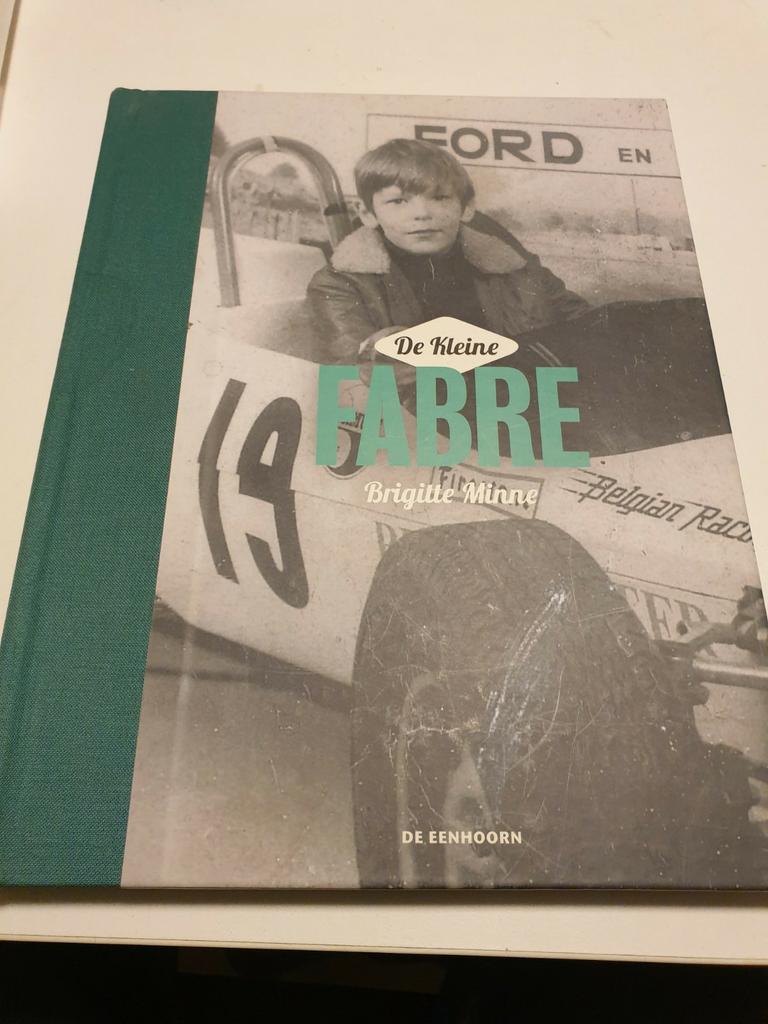 FORD EN
De Kleine
FABRE
Brigitte Minne
19
Belgian Rac
DE EENHOORN